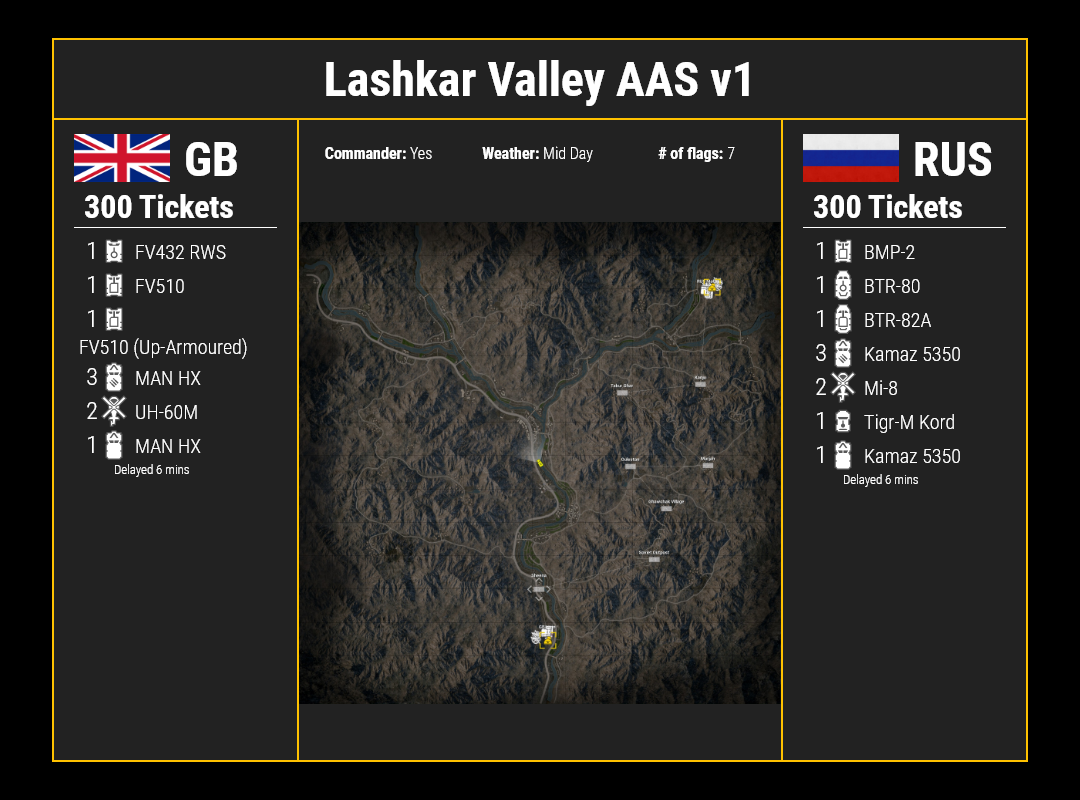 Lashkar Valley AAS v1
GB
300 Tickets
1 FV432 RWS
1 FV510
1
FV510 (Up-Armoured)
3 MAN HX
2 UH-60M
1 MAN HX
Delayed 6 mins
Commander: Yes
Weather: Mid Day
# of flags: 7
RUS
300 Tickets
1 BMP-2
1 BTR-80
1 BTR-82A
3 Kamaz 5350
2 Mi-8
1 Tigr-M Kord
1 Kamaz 5350
Delayed 6 mins